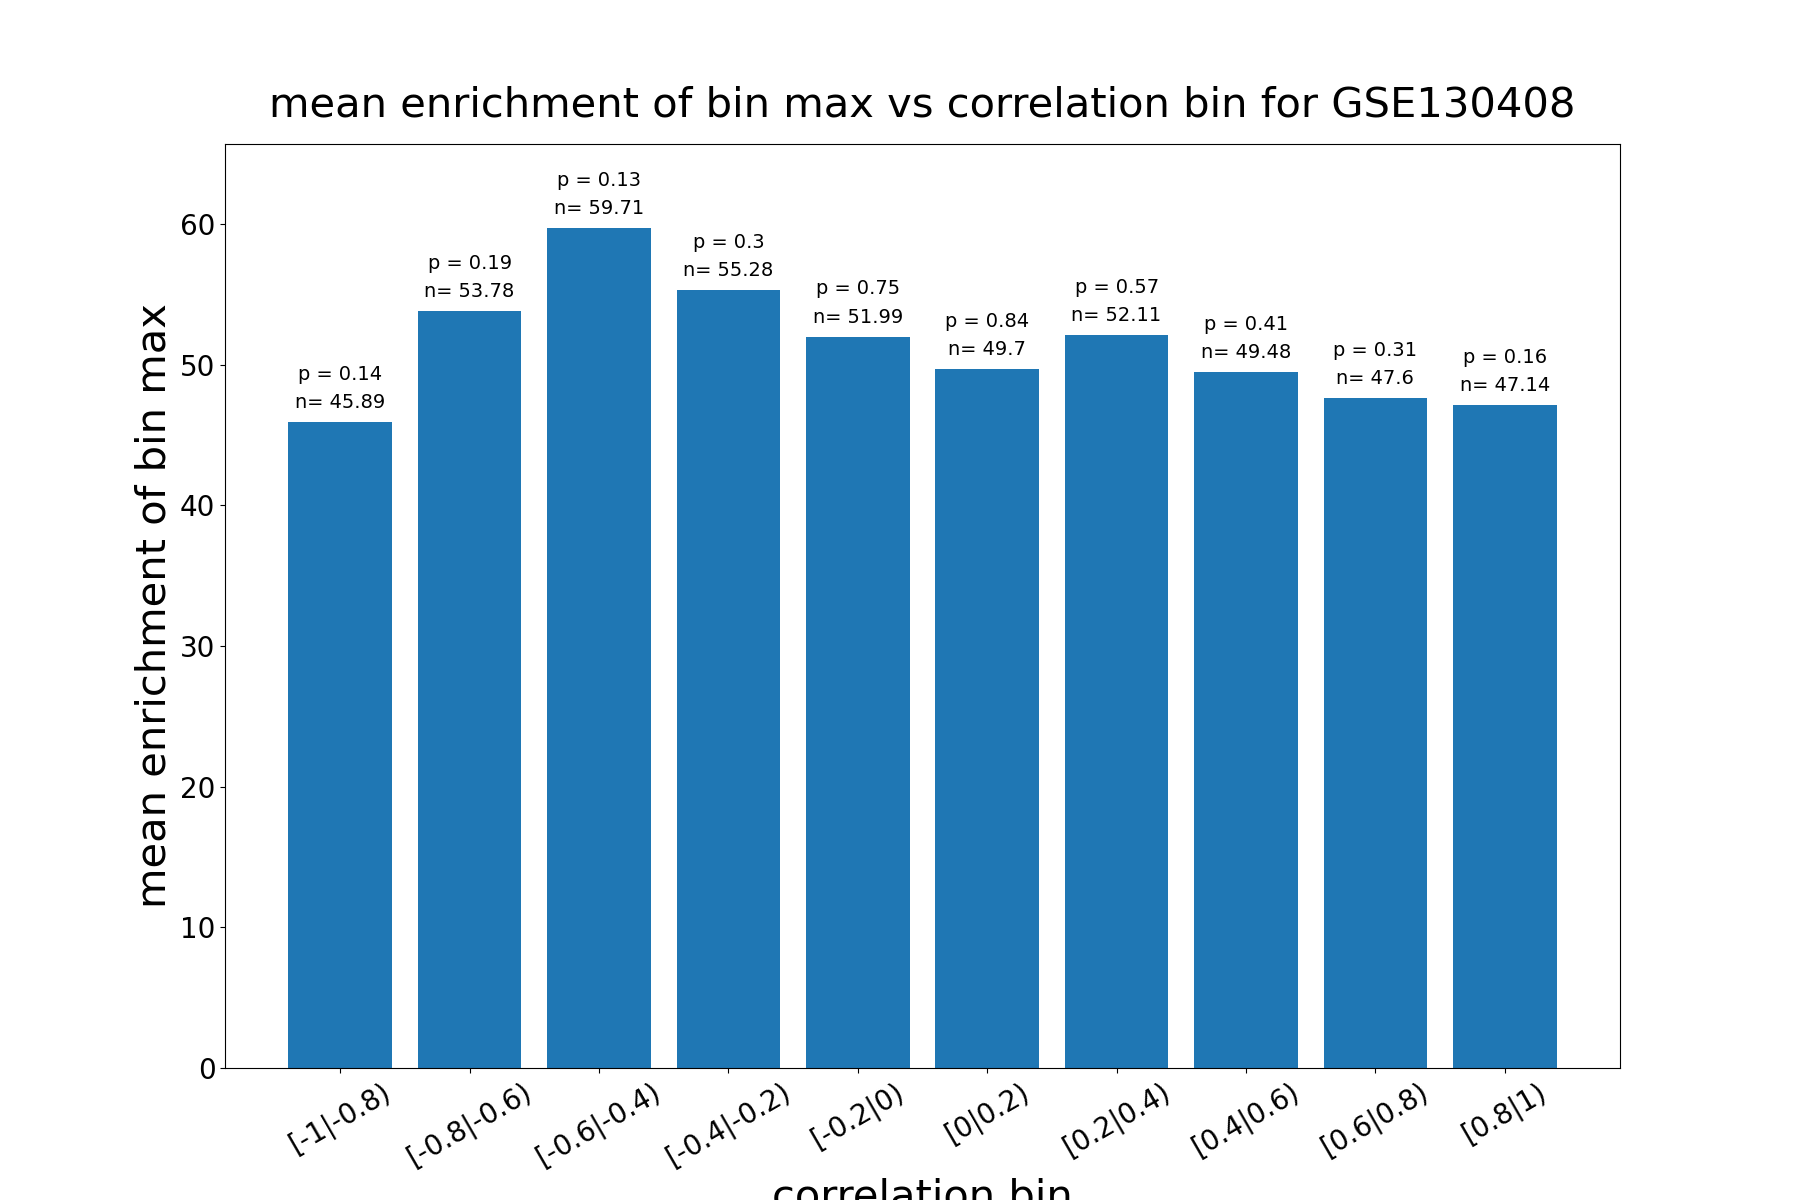 mean enrichment of bin max vs correlation bin for GSE130408
mean enrichment of bin max
60
50
40
30
20
10
0
p = 0.14
n= 45.89
p = 0.19
n= 53.78
p = 0.13
n= 59.71
p = 0.3
n= 55.28
p = 0.75
n= 51.99
p = 0.84
n= 49.7
p = 0.57
n= 52.11
p = 0.41
n= 49.48
p = 0.31
n= 47.6
p = 0.16
n= 47.14
[-1|-0.8)
[-0.8|-0.6)
[-0.6|-0.4)
[-0.4|-0.2)
[-0.2|0)
[0|0.2)
[0.2|0.4)
[0.4|0.6)
[0.6|0.8)
[0.8|1)
correlation bin